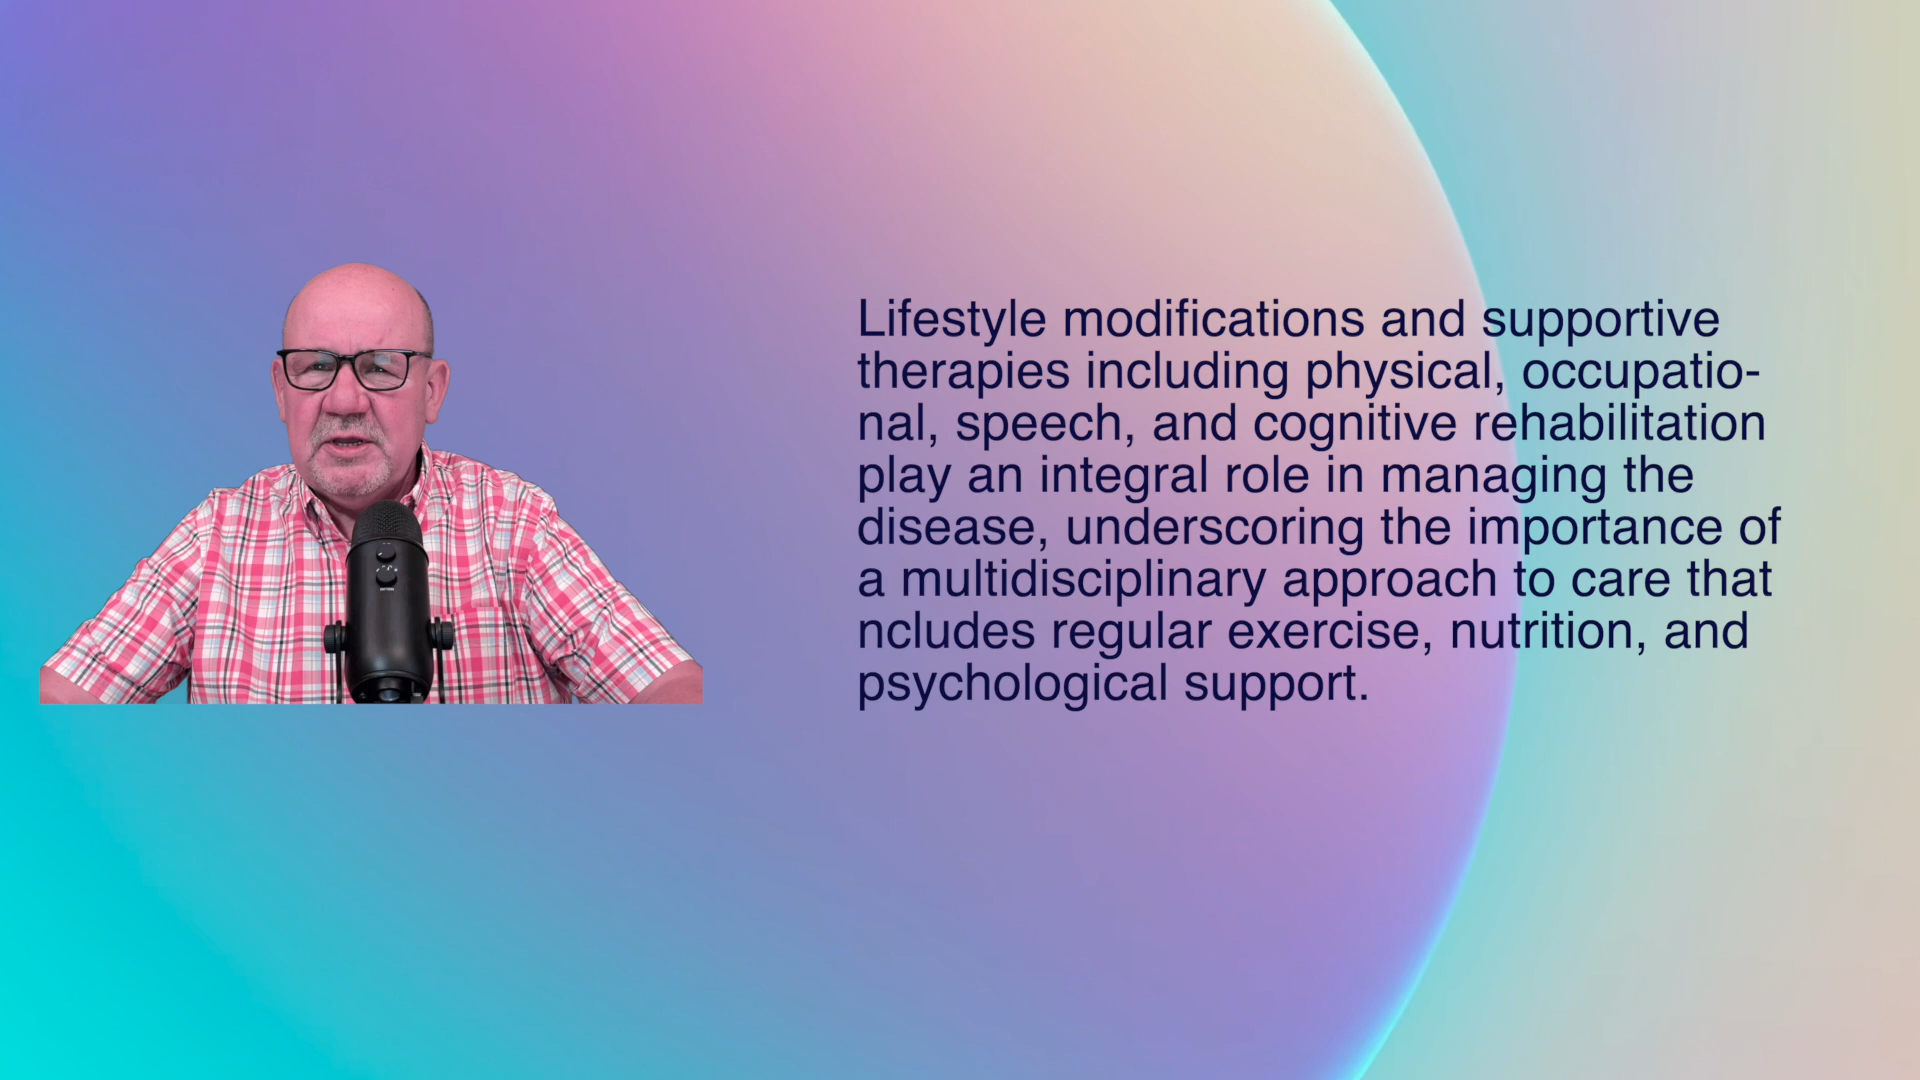 Lifestyle modifications and supportive
therapies including physical, occupatio-
nal, speech, and cognitive rehabilitation
play an integral role in managing the
disease, underscoring the importance of
a multidisciplinary approach to care that
ncludes regular exercise, nutrition, and
psychological support.